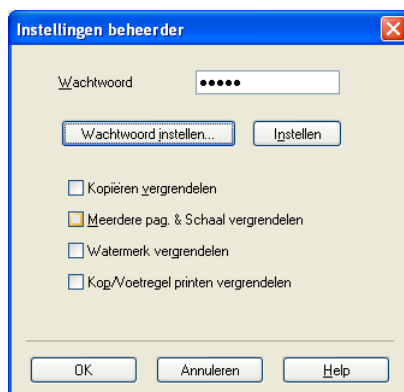 Instellingen beheerder
Wachtwoord •••••
Wachtwoord instellen... Instellen
Kopiëren vergrendelen
Meerdere pag. & Schaal vergrendelen
Watermerk vergrendelen
Kop/Voetregel printen vergrendelen
OK Annuleren Help